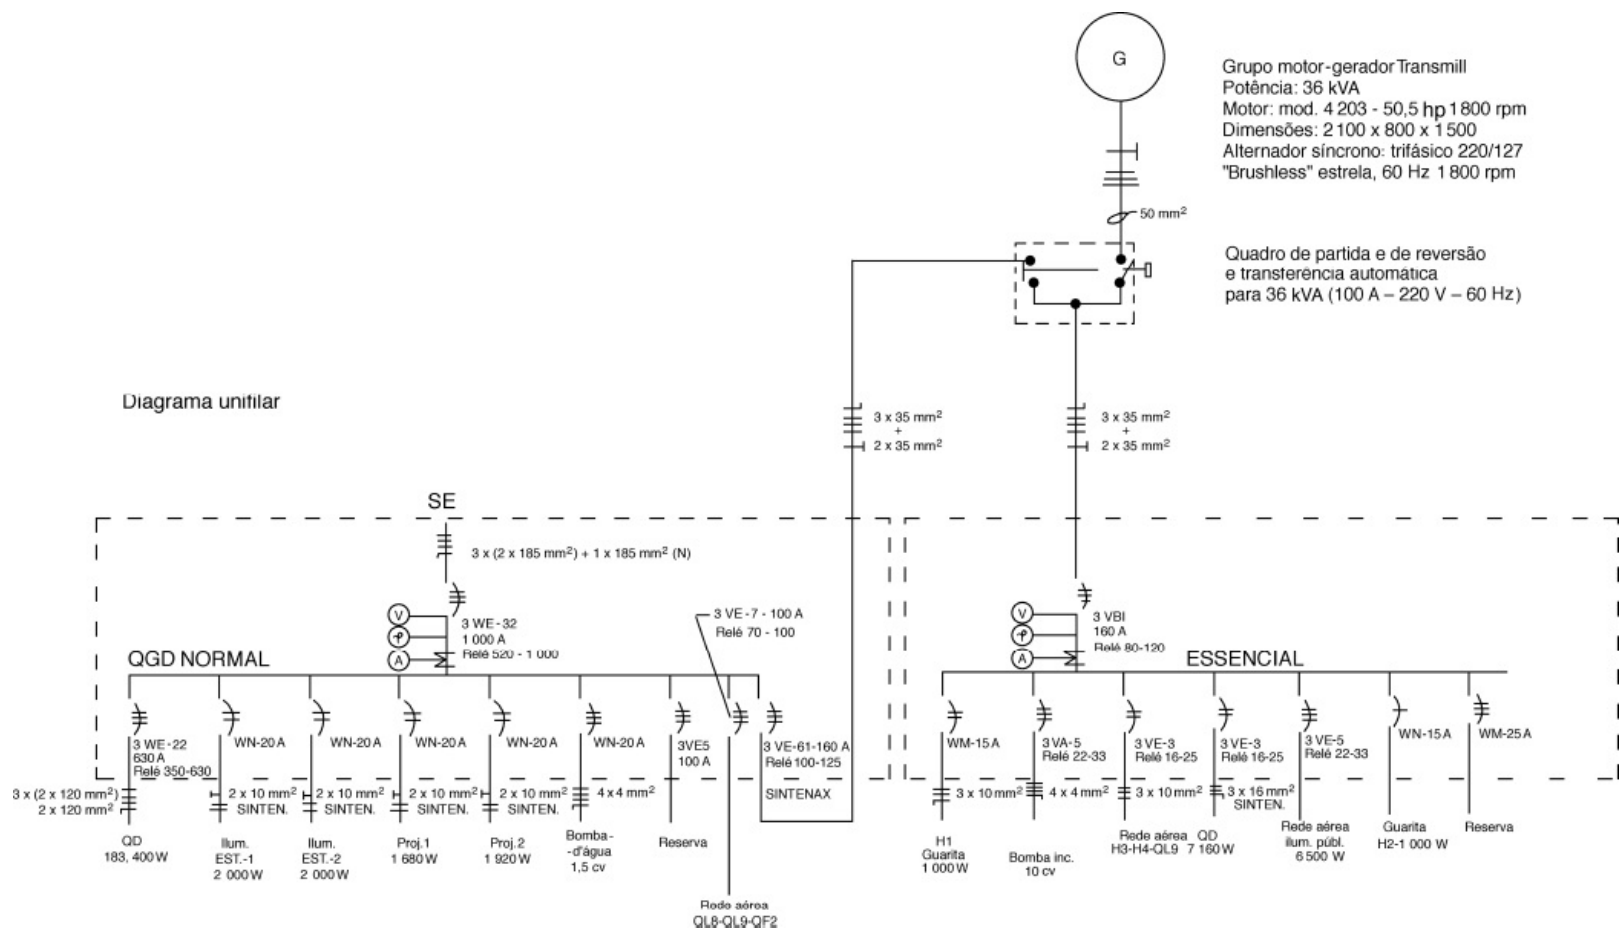 G
Grupo motor-gerador Transmill
Potência: 36 kVA
Motor: mod. 4 203 - 50,5 hp 1 800 rpm
Dimensões: 2 100 x 800 x 1 500
Alternador síncrono: trifásico 220/127
"Brushless" estrela, 60 Hz 1 800 rpm
50 mm²
Quadro de partida e de reversão
e transferência automática
para 36 kVA (100 A – 220 V – 60 Hz)
Diagrama unifilar
3 x 35 mm²
+
2 x 35 mm²
3 x 35 mm²
+
2 x 35 mm²
SE
3 x (2 x 185 mm²) + 1 x 185 mm² (N)
V
A
3 WE - 32
1 000 A
Relé 520 - 1 000
3 VE - 7 - 100 A
Relé 70 - 100
QGD NORMAL
3 WE - 22
630 A
Relé 350-630
WN-20 A
WN-20 A
WN-20 A
WN-20 A
WN-20 A
3VE5
100 A
3 VE-61-160 A
Relé 100-125
3 x (2 x 120 mm²)
2 x 120 mm²
2 x 10 mm²
SINTEN.
2 x 10 mm²
SINTEN.
2 x 10 mm²
SINTEN.
2 x 10 mm²
SINTEN.
4 x 4 mm²
SINTENAX
QD
183, 400 W
Ilum.
EST.-1
2 000 W
Ilum.
EST.-2
2 000 W
Proj.1
1 680 W
Proj.2
1 920 W
Bomba-
-d'água
1,5 cv
Reserva
Rede aérea
QL8-QL9-QF2
V
A
3 VBI
160 A
Relé 80-120
ESSENCIAL
WM-15 A
3 VA-5
Relé 22-33
3 VE-3
Relé 16-25
3 VE-3
Relé 16-25
3 VE-5
Relé 22-33
WN-15 A
WM-25 A
3 x 10 mm²
4 x 4 mm²
3 x 10 mm²
3 x 16 mm²
SINTEN.
H1
Guarita
1 000 W
Bomba inc.
10 cv
Rede aérea
H3-H4-QL9
QD
7 160 W
Rede aérea
ilum. públ.
6 500 W
Guarita
H2-1 000 W
Reserva